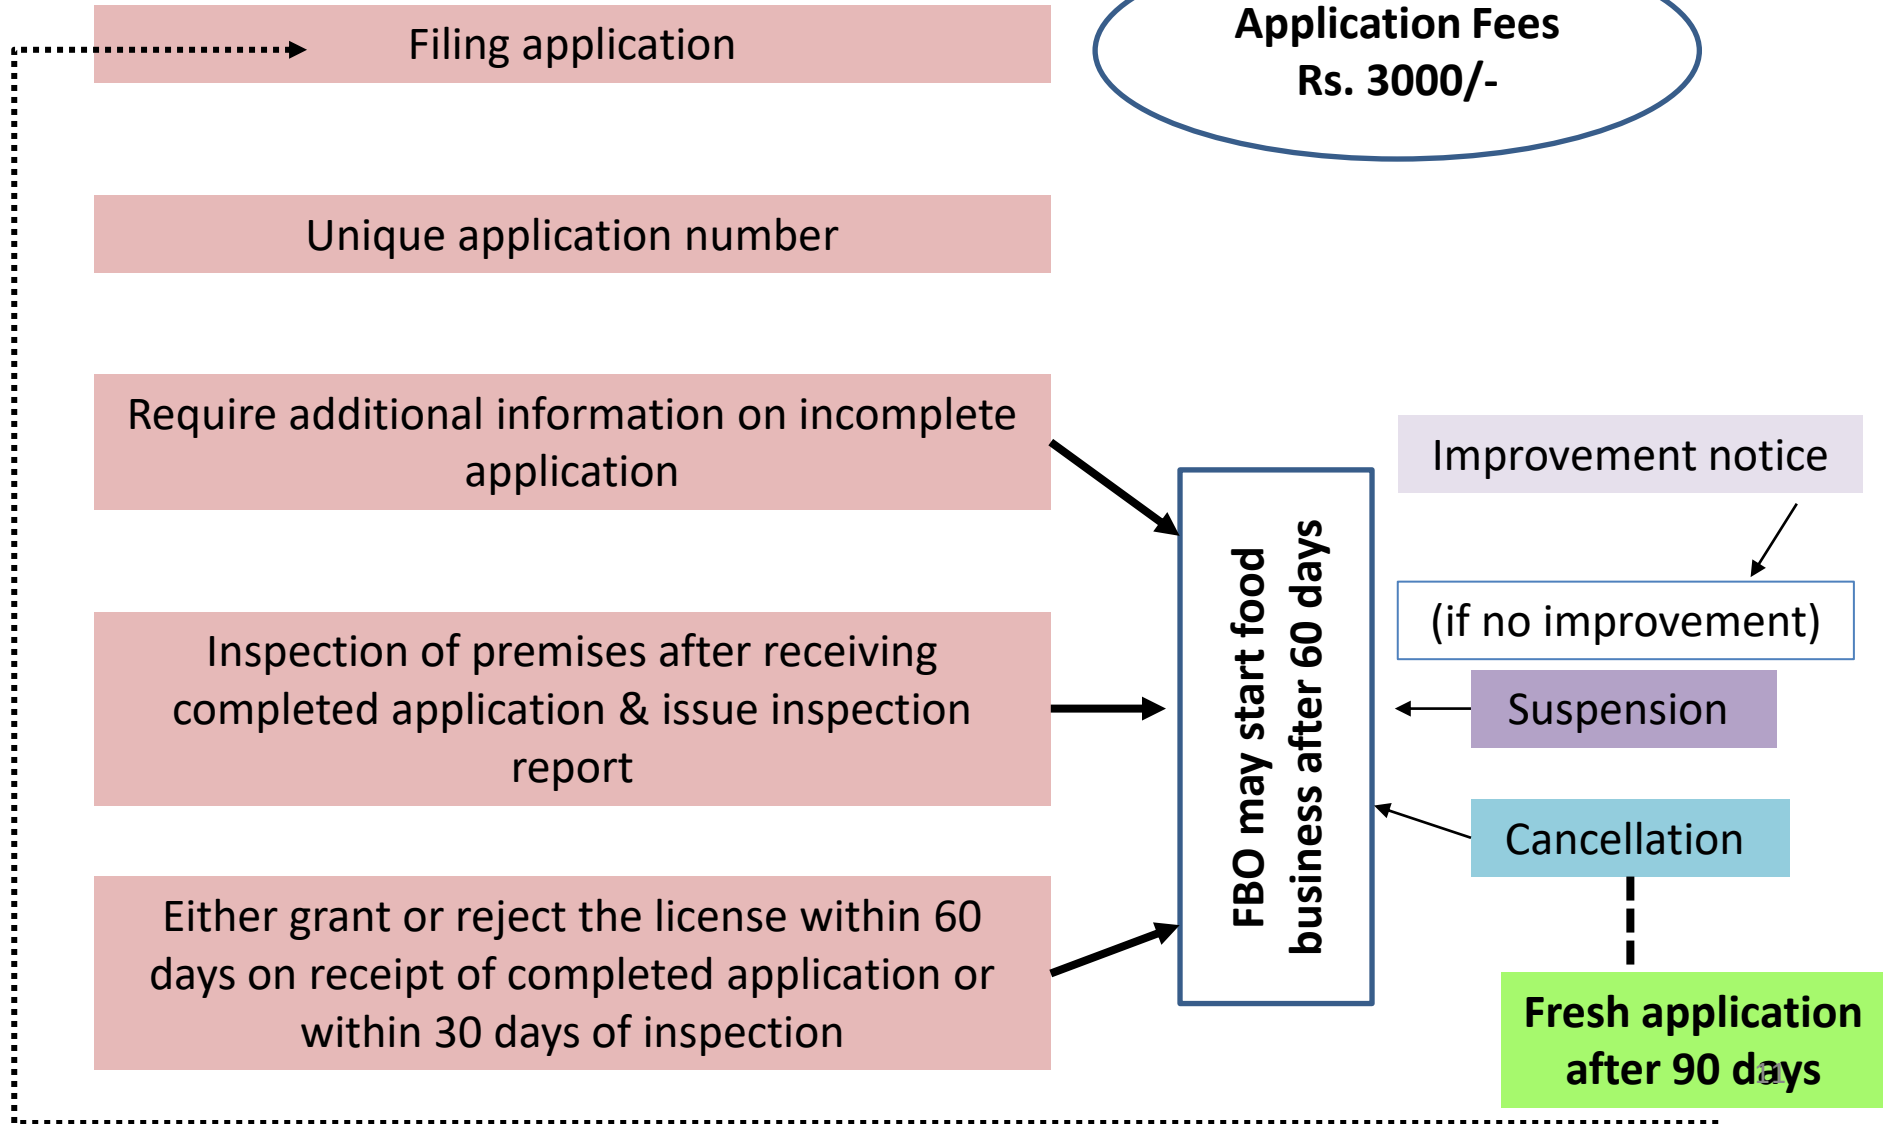 Filing application
Application Fees
Rs. 3000/-
Unique application number
Require additional information on incomplete
application
Inspection of premises after receiving
completed application & issue inspection
report
Either grant or reject the license within 60
days on receipt of completed application or
within 30 days of inspection
FBO may start food
business after 60 days
Improvement notice
(if no improvement)
Suspension
Cancellation
Fresh application
after 90 days
11